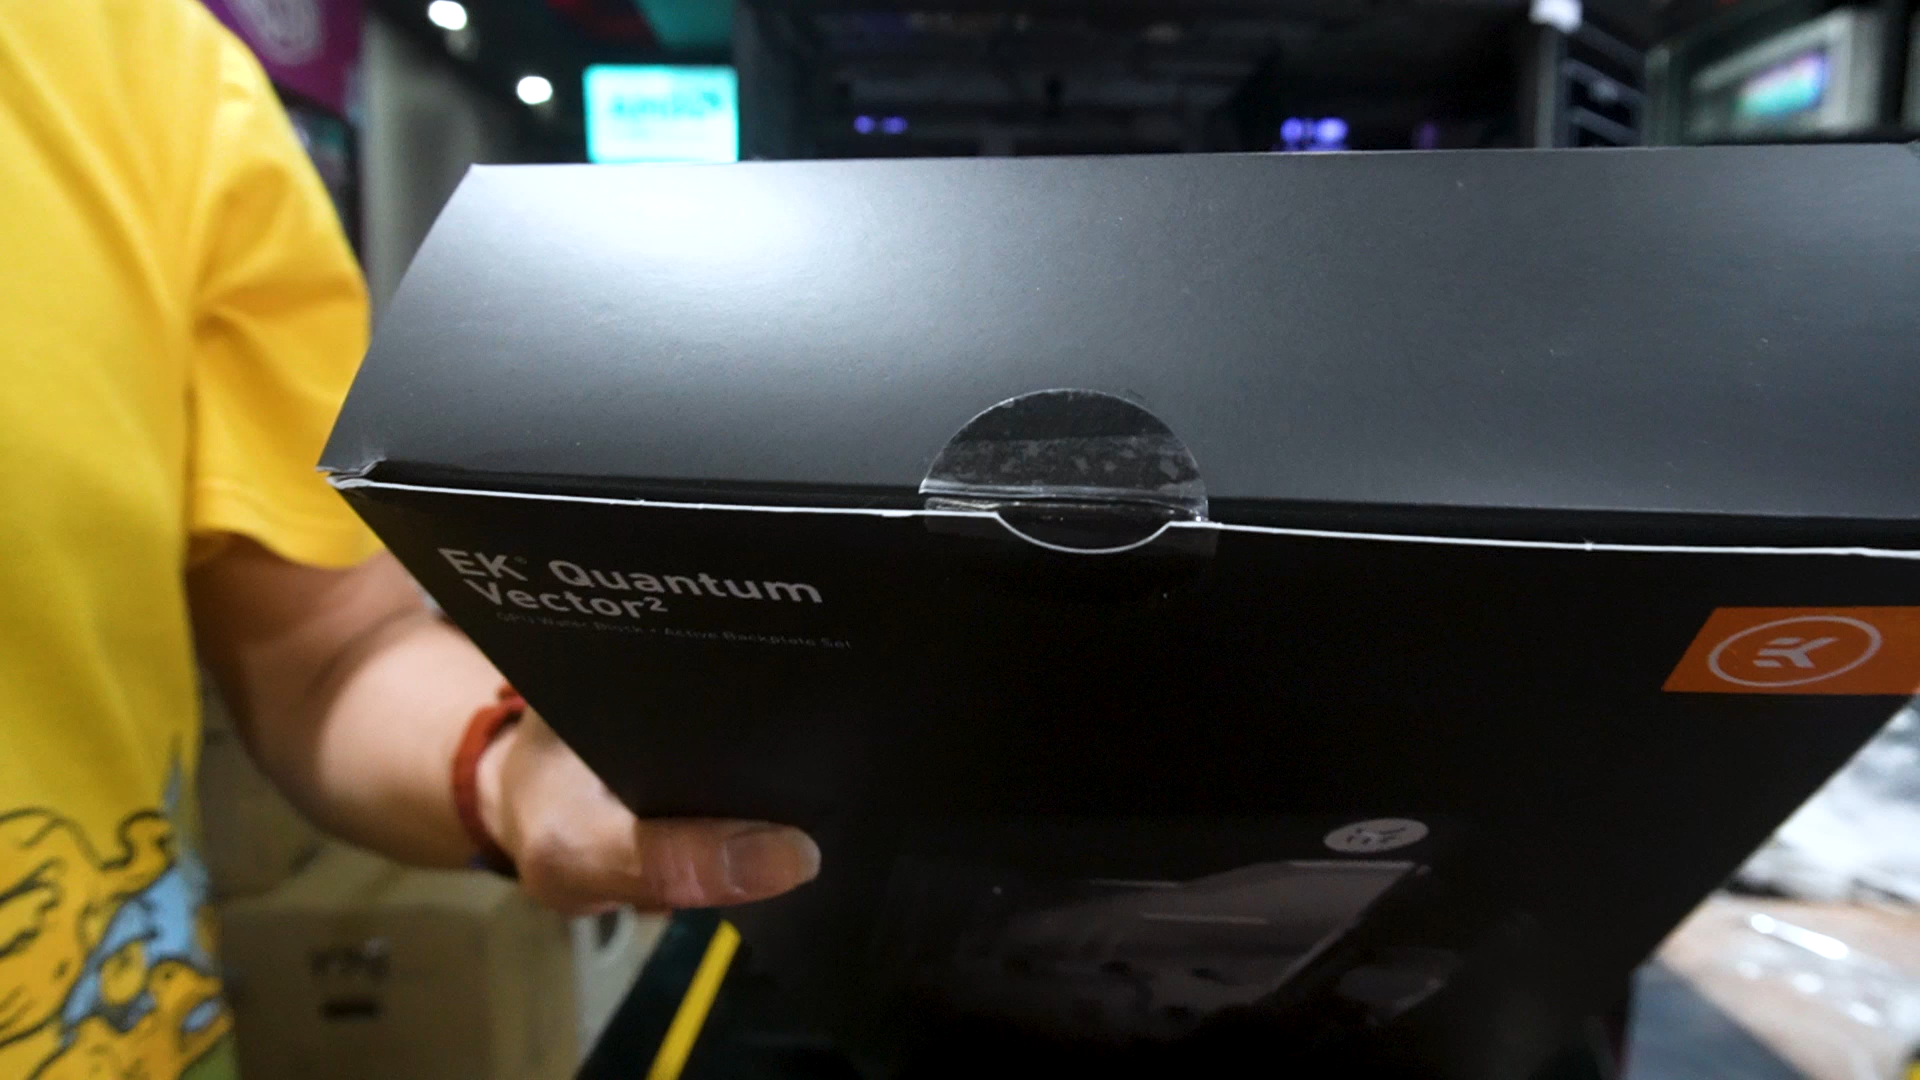 EK® Quantum
Vector²
GPU Water Block + Active Backplate Set